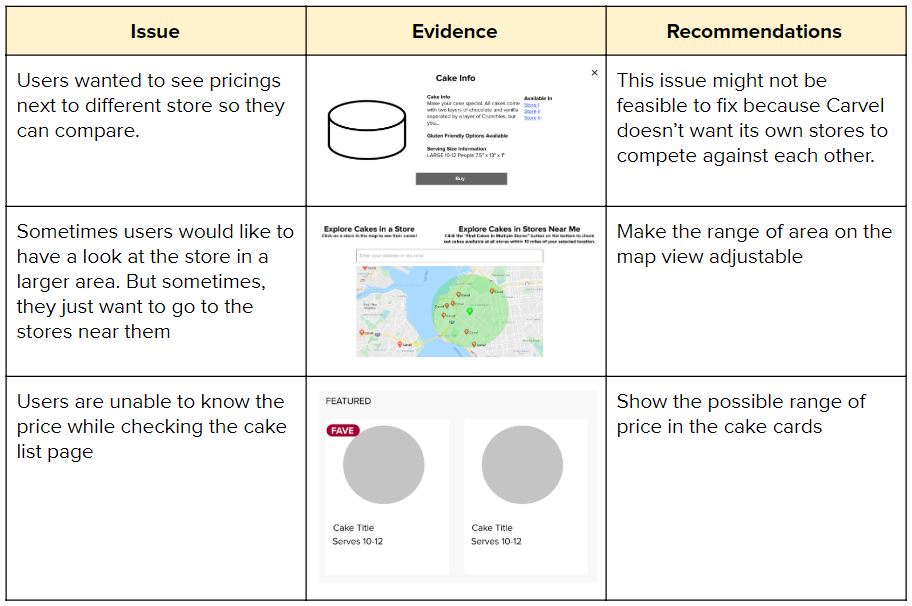 Issue
Evidence
Recommendations
Users wanted to see pricings
next to different store so they
can compare.
Cake Info
×
Cake Info
Make your cake special. All cakes come
with two layers of chocolate and vanilla
separated by a layer of Crunchies, but
you...
Gluten Friendly Options Available
Serving Size Information
LARGE 10-12 People 7.5" x 13" x 1"
Available In
Store I
Store II
Store III
Buy
This issue might not be
feasible to fix because Carvel
doesn’t want its own stores to
compete against each other.
Sometimes users would like to
have a look at the store in a
larger area. But sometimes,
they just want to go to the
stores near them
Explore Cakes in a Store
Click on a store in the map to see their cakes!
Explore Cakes in Stores Near Me
Click the "Find Cakes in Multiple Stores" button on the bottom to check
out cakes available at all stores within 10 miles of your selected location.
Enter your address or city, state
Carvel
Carvel
Carvel
Carvel
Carvel
Carvel
Carvel
Make the range of area on the
map view adjustable
Users are unable to know the
price while checking the cake
list page
FEATURED
FAVE
Cake Title
Serves 10-12
Cake Title
Serves 10-12
Show the possible range of
price in the cake cards